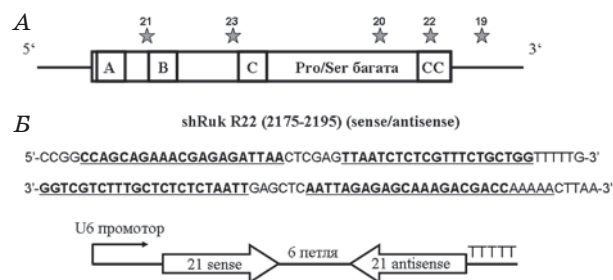 А
21 23 20 22 19
5‘ 3‘
A B C Pro/Ser багата CC
Б
shRuk R22 (2175-2195) (sense/antisense)
5'-CCGGCCAGCAGAAACGAGAGATTAACTCGAGTTAATCTCTCGTTTCTGCTGGTTTTTG-3'
3'-GGTCGTCTTTGCTCTCTCTAATTGAGCTCAATTAGAGAGCAAAGACGACCAAAAACTTAA-3'
U6 промотор
21 sense 6 петля 21 antisense TTTTT